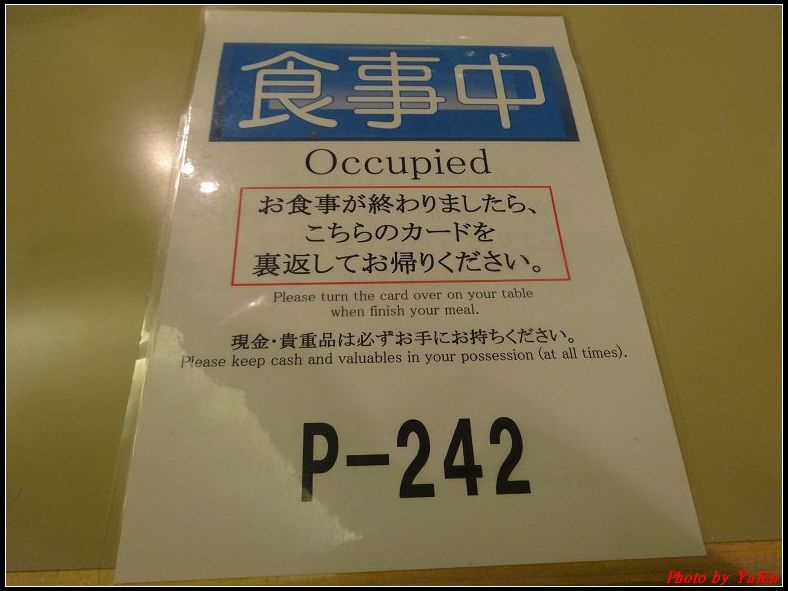 食事中
Occupied
お食事が終わりましたら、
こちらのカードを
裏返してお帰りください。
Please turn the card over on your table
when finish your meal.
現金・貴重品は必ずお手にお持ちください。
Please keep cash and valuables in your possession (at all times).
P-242
Photo by Yulin